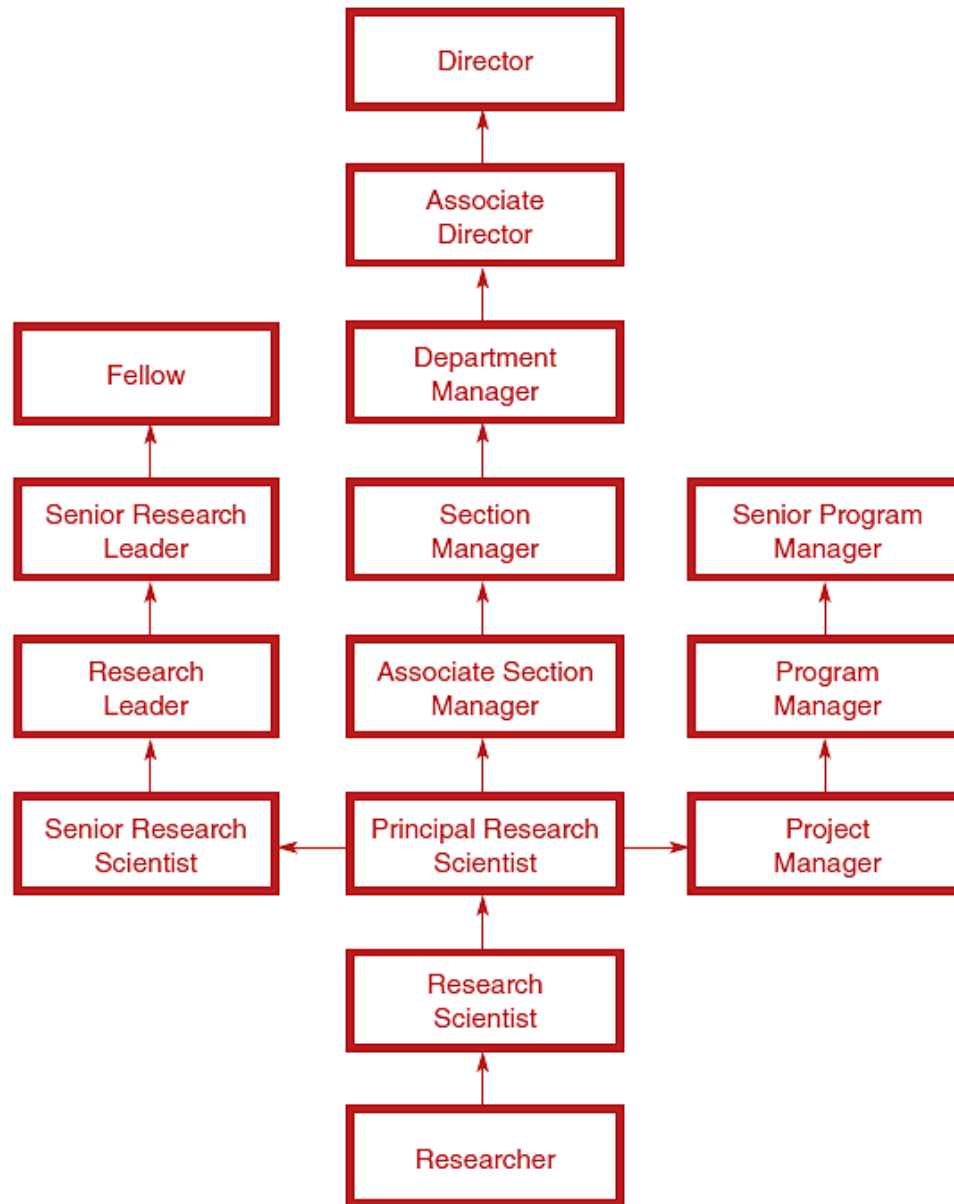 Director
Associate
Director
Department
Manager
Fellow
Senior Research
Leader
Section
Manager
Senior Program
Manager
Research
Leader
Associate Section
Manager
Program
Manager
Senior Research
Scientist
Principal Research
Scientist
Project
Manager
Research
Scientist
Researcher